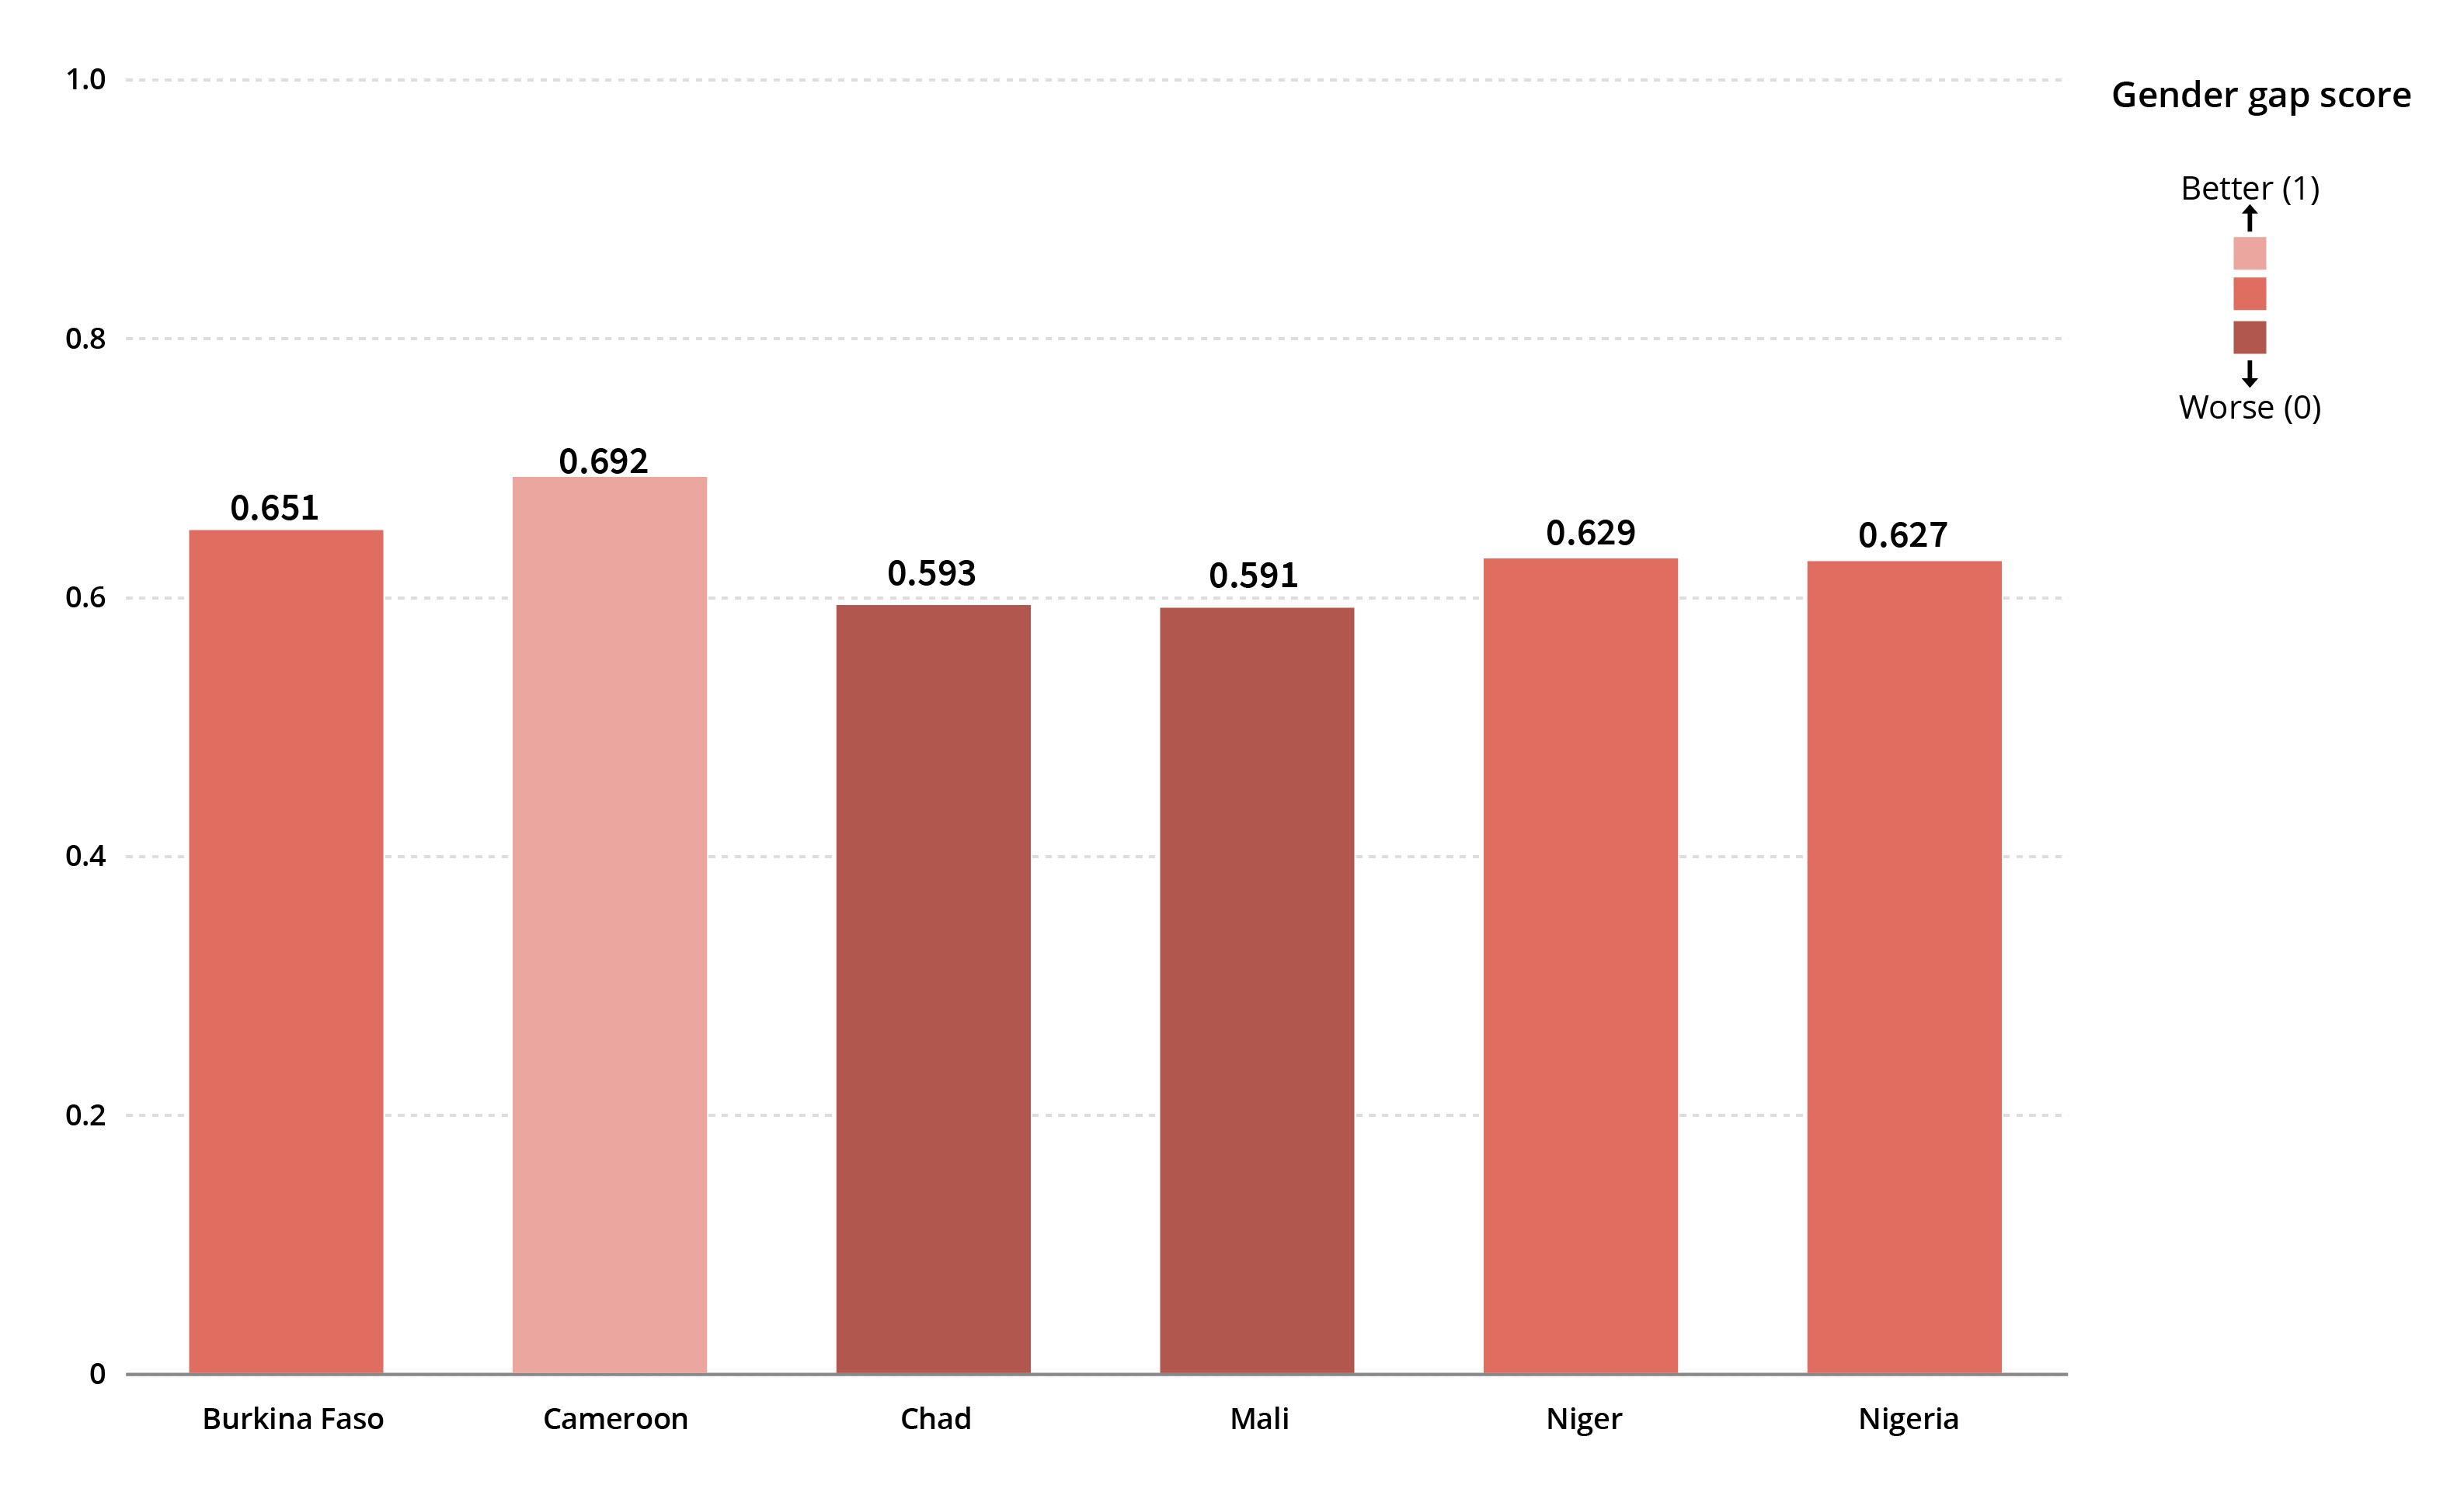 1.0
0.8
0.6
0.4
0.2
0
0.651
0.692
0.593
0.591
0.629
0.627
Burkina Faso
Cameroon
Chad
Mali
Niger
Nigeria
Gender gap score
Better (1)
Worse (0)